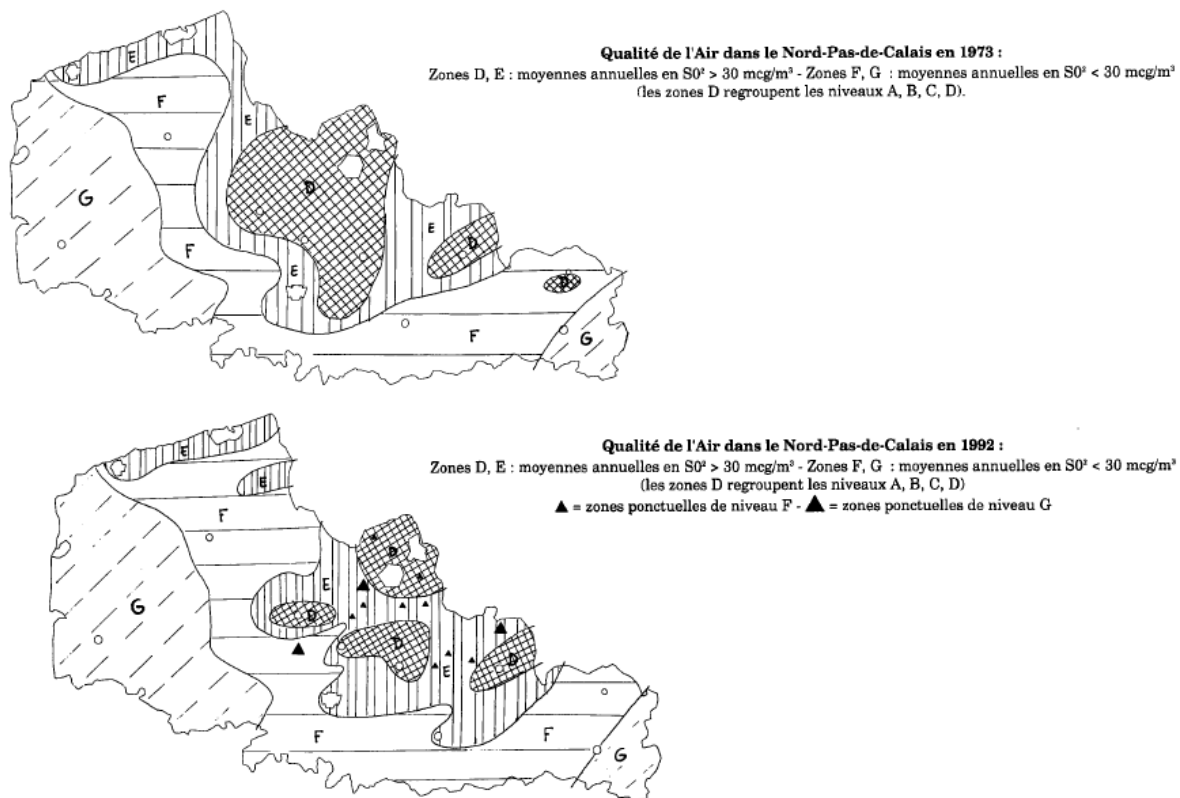 Qualité de l'Air dans le Nord-Pas-de-Calais en 1973 :
Zones D, E : moyennes annuelles en S0² > 30 mcg/m³ - Zones F, G : moyennes annuelles en S0² < 30 mcg/m³
(les zones D regroupent les niveaux A, B, C, D).
E
F
E
G
D
F
E
E
D
D
F
G
Qualité de l'Air dans le Nord-Pas-de-Calais en 1992 :
Zones D, E : moyennes annuelles en S0² > 30 mcg/m³ - Zones F, G : moyennes annuelles en S0² < 30 mcg/m³
(les zones D regroupent les niveaux A, B, C, D)
▲ = zones ponctuelles de niveau F - ▲ = zones ponctuelles de niveau G
E
E
F
D
E
G
D
D
D
E
F
F
G